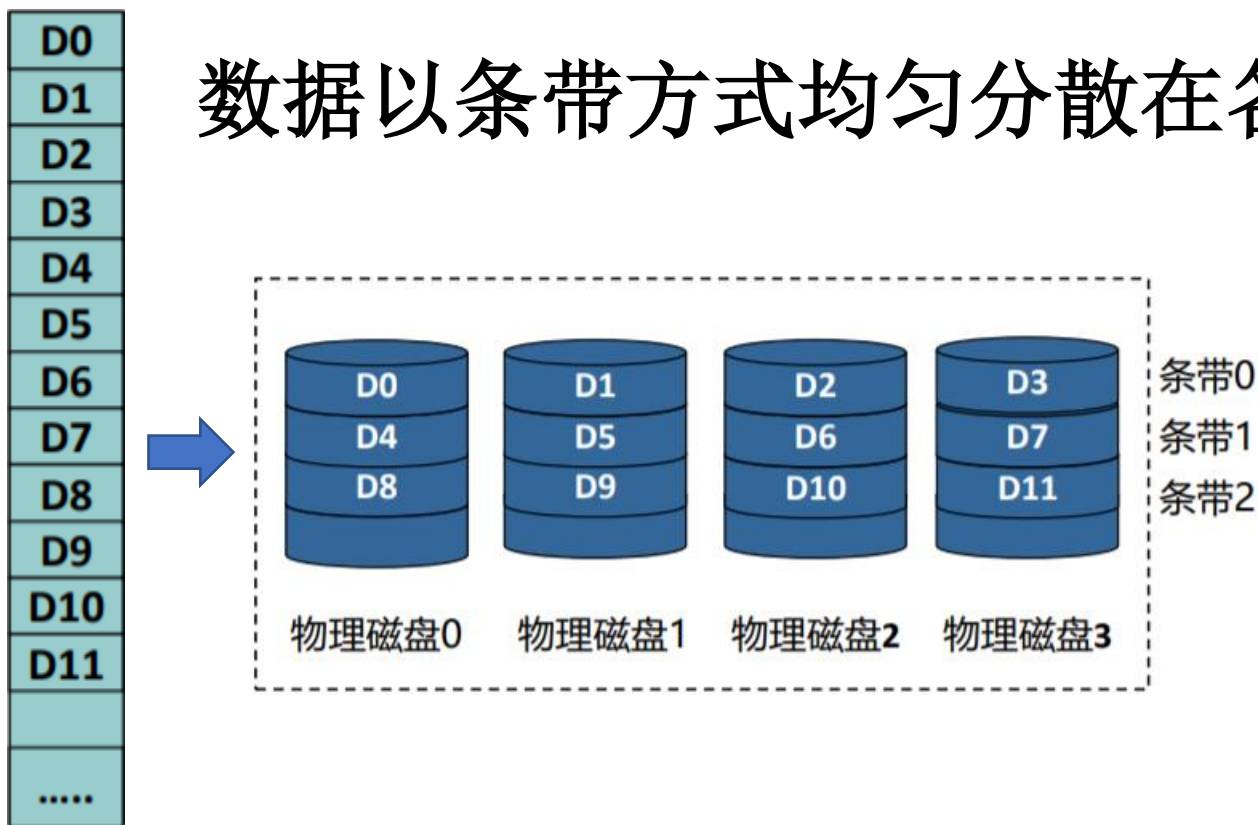 D0
D1
D2
D3
D4
D5
D6
D7
D8
D9
D10
D11
.....
数据以条带方式均匀分散在
D0 D1 D2 D3 条带0
D4 D5 D6 D7 条带1
D8 D9 D10 D11 条带2
物理磁盘0 物理磁盘1 物理磁盘2 物理磁盘3